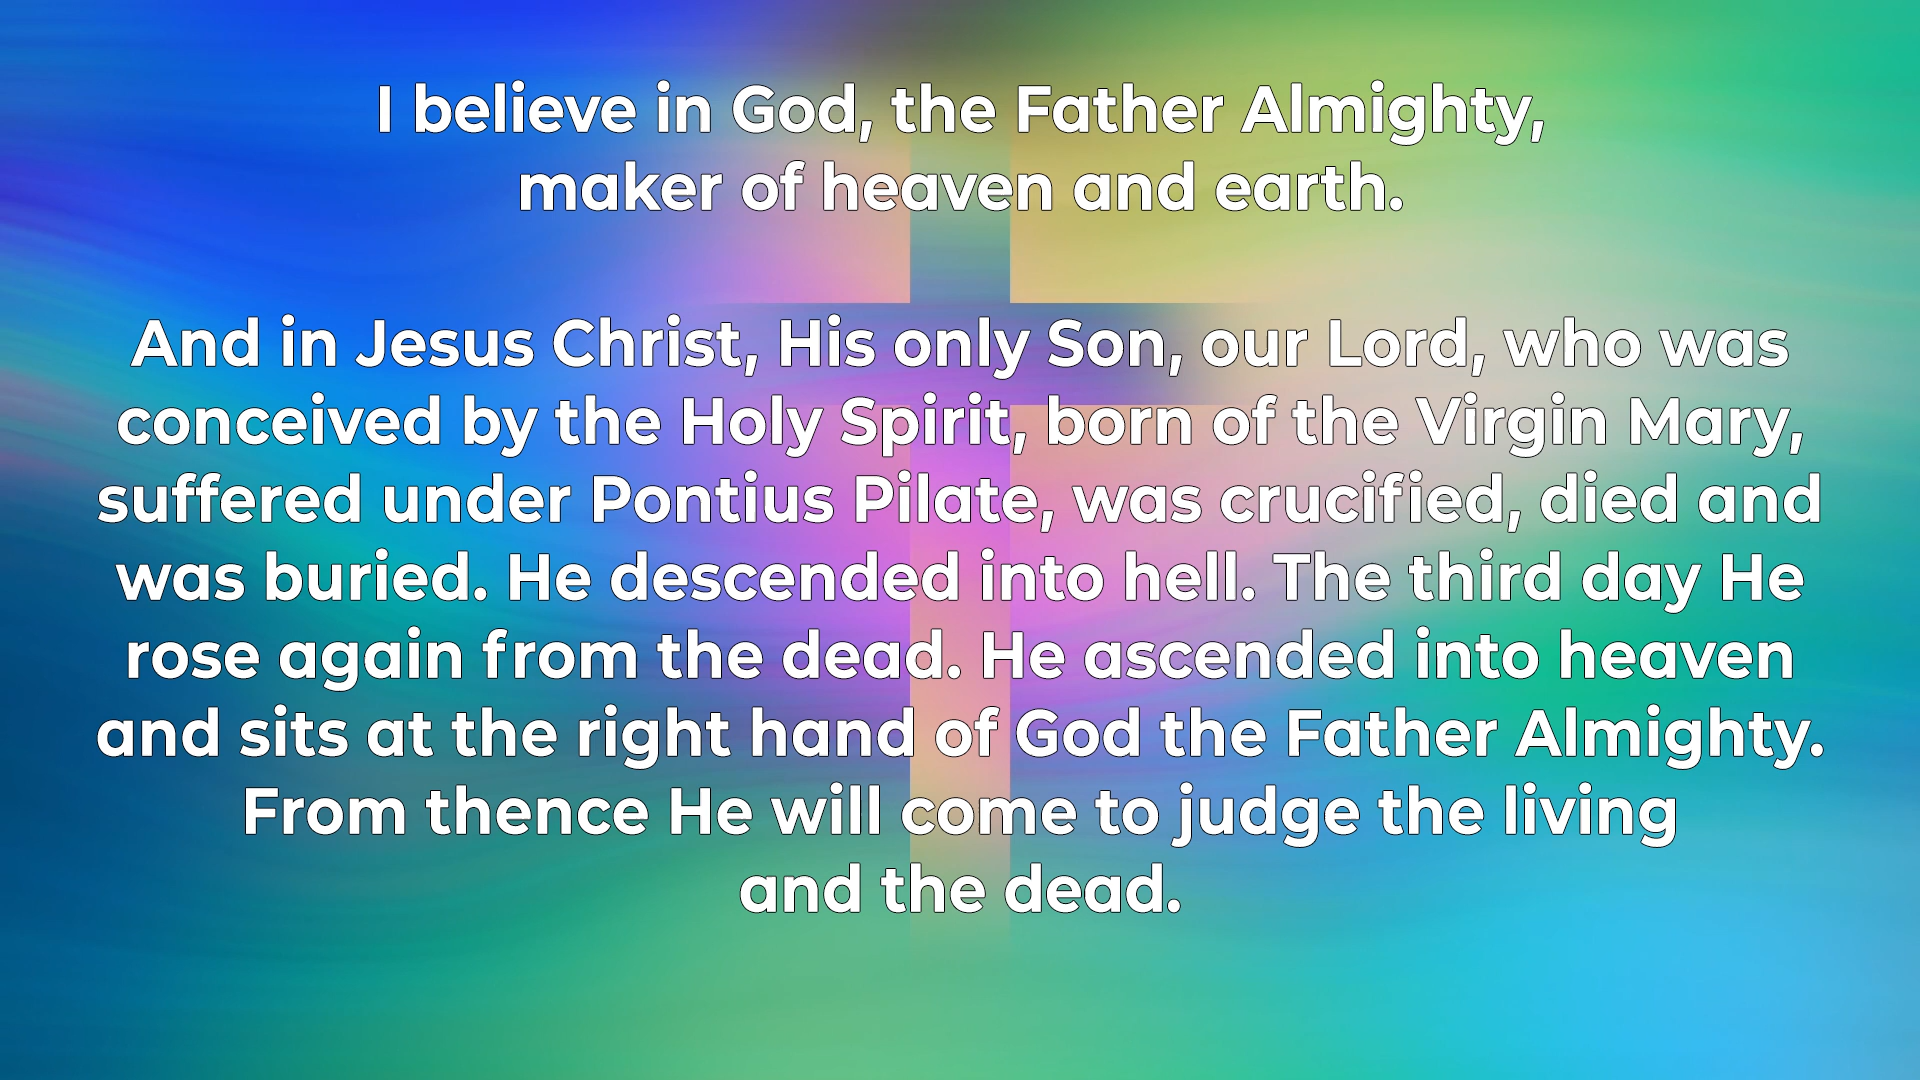 I believe in God, the Father Almighty,
maker of heaven and earth.
And in Jesus Christ, His only Son, our Lord, who was
conceived by the Holy Spirit, born of the Virgin Mary,
suffered under Pontius Pilate, was crucified, died and
was buried. He descended into hell. The third day He
rose again from the dead. He ascended into heaven
and sits at the right hand of God the Father Almighty.
From thence He will come to judge the living
and the dead.